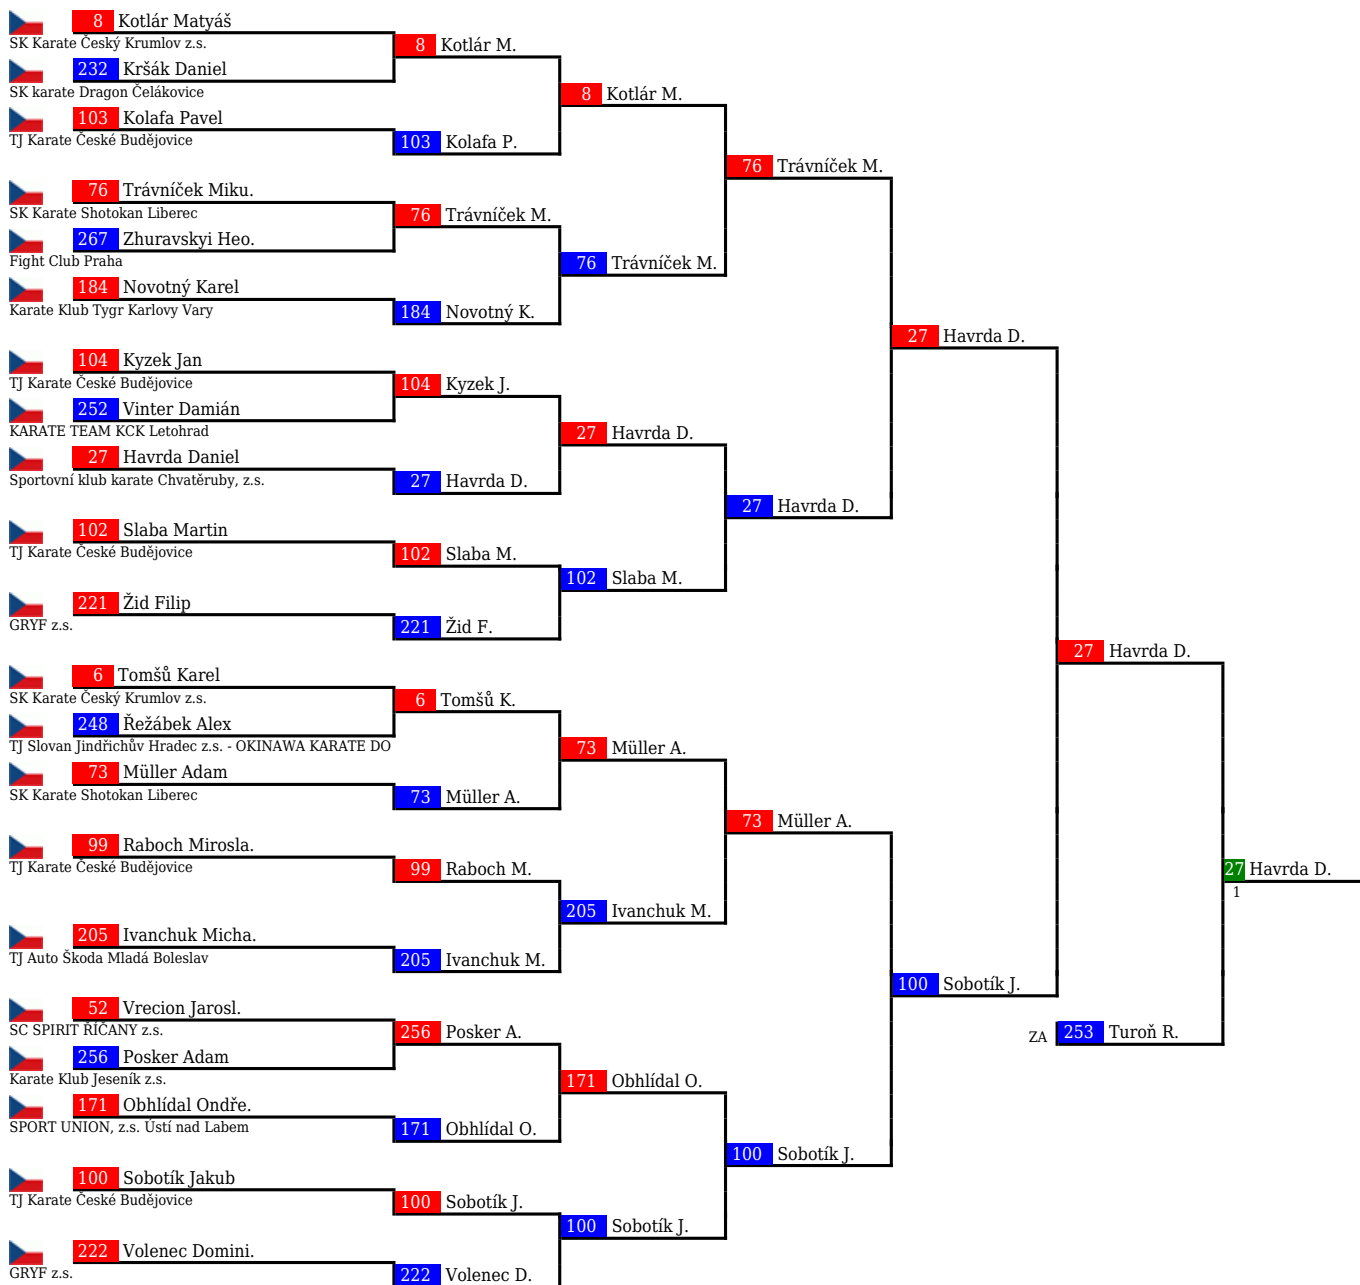 8 Kotlár Matyáš
SK Karate Český Krumlov z.s.
8 Kotlár M.
232 Kršák Daniel
SK karate Dragon Čelákovice
8 Kotlár M.
103 Kolafa Pavel
TJ Karate České Budějovice
103 Kolafa P.
76 Trávníček M.
76 Trávníček Miku.
SK Karate Shotokan Liberec
76 Trávníček M.
267 Zhuravskyi Heo.
Fight Club Praha
76 Trávníček M.
184 Novotný Karel
Karate Klub Tygr Karlovy Vary
184 Novotný K.
27 Havrda D.
104 Kyzek Jan
TJ Karate České Budějovice
104 Kyzek J.
252 Vinter Damián
KARATE TEAM KCK Letohrad
27 Havrda D.
27 Havrda Daniel
Sportovní klub karate Chvatěruby, z.s.
27 Havrda D.
27 Havrda D.
102 Slaba Martin
TJ Karate České Budějovice
102 Slaba M.
102 Slaba M.
221 Žid Filip
GRYF z.s.
221 Žid F.
27 Havrda D.
6 Tomšů Karel
SK Karate Český Krumlov z.s.
6 Tomšů K.
248 Řežábek Alex
TJ Slovan Jindřichův Hradec z.s. - OKINAWA KARATE DO
73 Müller A.
73 Müller Adam
SK Karate Shotokan Liberec
73 Müller A.
73 Müller A.
99 Raboch Mirosla.
TJ Karate České Budějovice
99 Raboch M.
27 Havrda D.
1
205 Ivanchuk M.
205 Ivanchuk Micha.
TJ Auto Škoda Mladá Boleslav
205 Ivanchuk M.
100 Sobotík J.
52 Vrecion Jarosl.
SC SPIRIT ŘÍČANY z.s.
256 Posker A.
ZA 253 Turoň R.
256 Posker Adam
Karate Klub Jeseník z.s.
171 Obhlídal O.
171 Obhlídal Ondře.
SPORT UNION, z.s. Ústí nad Labem
171 Obhlídal O.
100 Sobotík J.
100 Sobotík Jakub
TJ Karate České Budějovice
100 Sobotík J.
100 Sobotík J.
222 Volenec Domini.
GRYF z.s.
222 Volenec D.